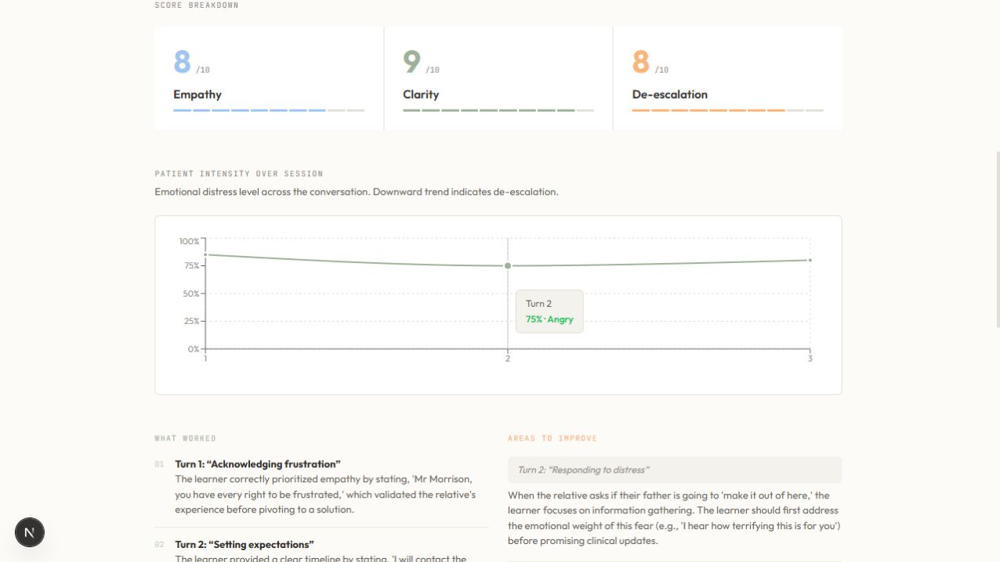 SCORE BREAKDOWN
8 /10
Empathy
9 /10
Clarity
8 /10
De-escalation
PATIENT INTENSITY OVER SESSION
Emotional distress level across the conversation. Downward trend indicates de-escalation.
100%
75%
50%
25%
0%
1
2
3
Turn 2
75% · Angry
WHAT WORKED
01 Turn 1: “Acknowledging frustration”
The learner correctly prioritized empathy by stating, 'Mr Morrison,
you have every right to be frustrated,' which validated the relative's
experience before pivoting to a solution.
02 Turn 2: “Setting expectations”
The learner provided a clear timeline by stating, 'I will contact the
AREAS TO IMPROVE
Turn 2: “Responding to distress”
When the relative asks if their father is going to 'make it out of here,' the
learner focuses on information gathering. The learner should first address
the emotional weight of this fear (e.g., 'I hear how terrifying this is for you')
before promising clinical updates.
N